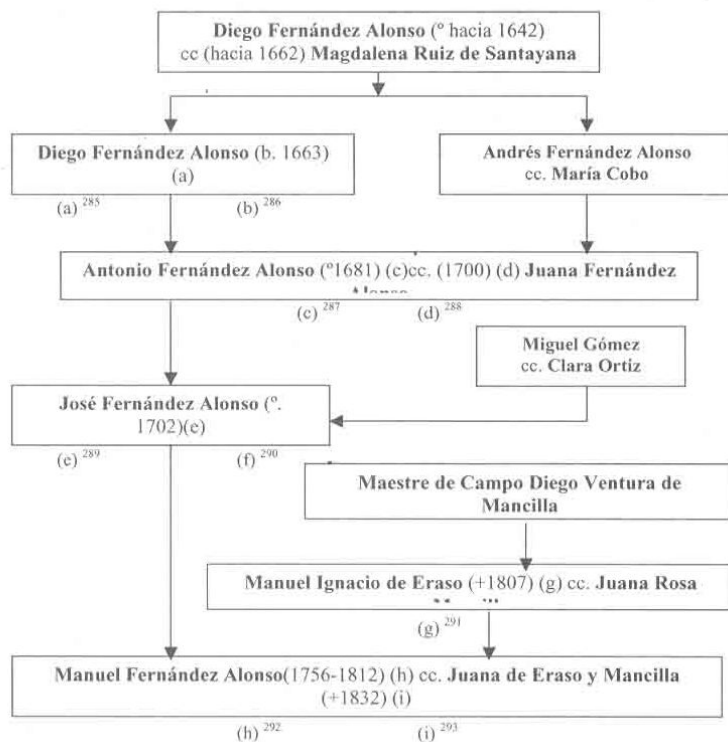 Diego Fernández Alonso (º hacia 1642)
cc (hacia 1662) Magdalena Ruiz de Santayana
Diego Fernández Alonso (b. 1663)
(a)
Andrés Fernández Alonso
cc. María Cobo
(a) 285 (b) 286
Antonio Fernández Alonso (º1681) (c)cc. (1700) (d) Juana Fernández
(c) 287 (d) 288
Miguel Gómez
cc. Clara Ortiz
José Fernández Alonso (º.
1702)(e)
(e) 289 (f) 290
Maestre de Campo Diego Ventura de
Mancilla
Manuel Ignacio de Eraso (+1807) (g) cc. Juana Rosa
(g) 291
Manuel Fernández Alonso(1756-1812) (h) cc. Juana de Eraso y Mancilla
(+1832) (i)
(h) 292 (i) 293